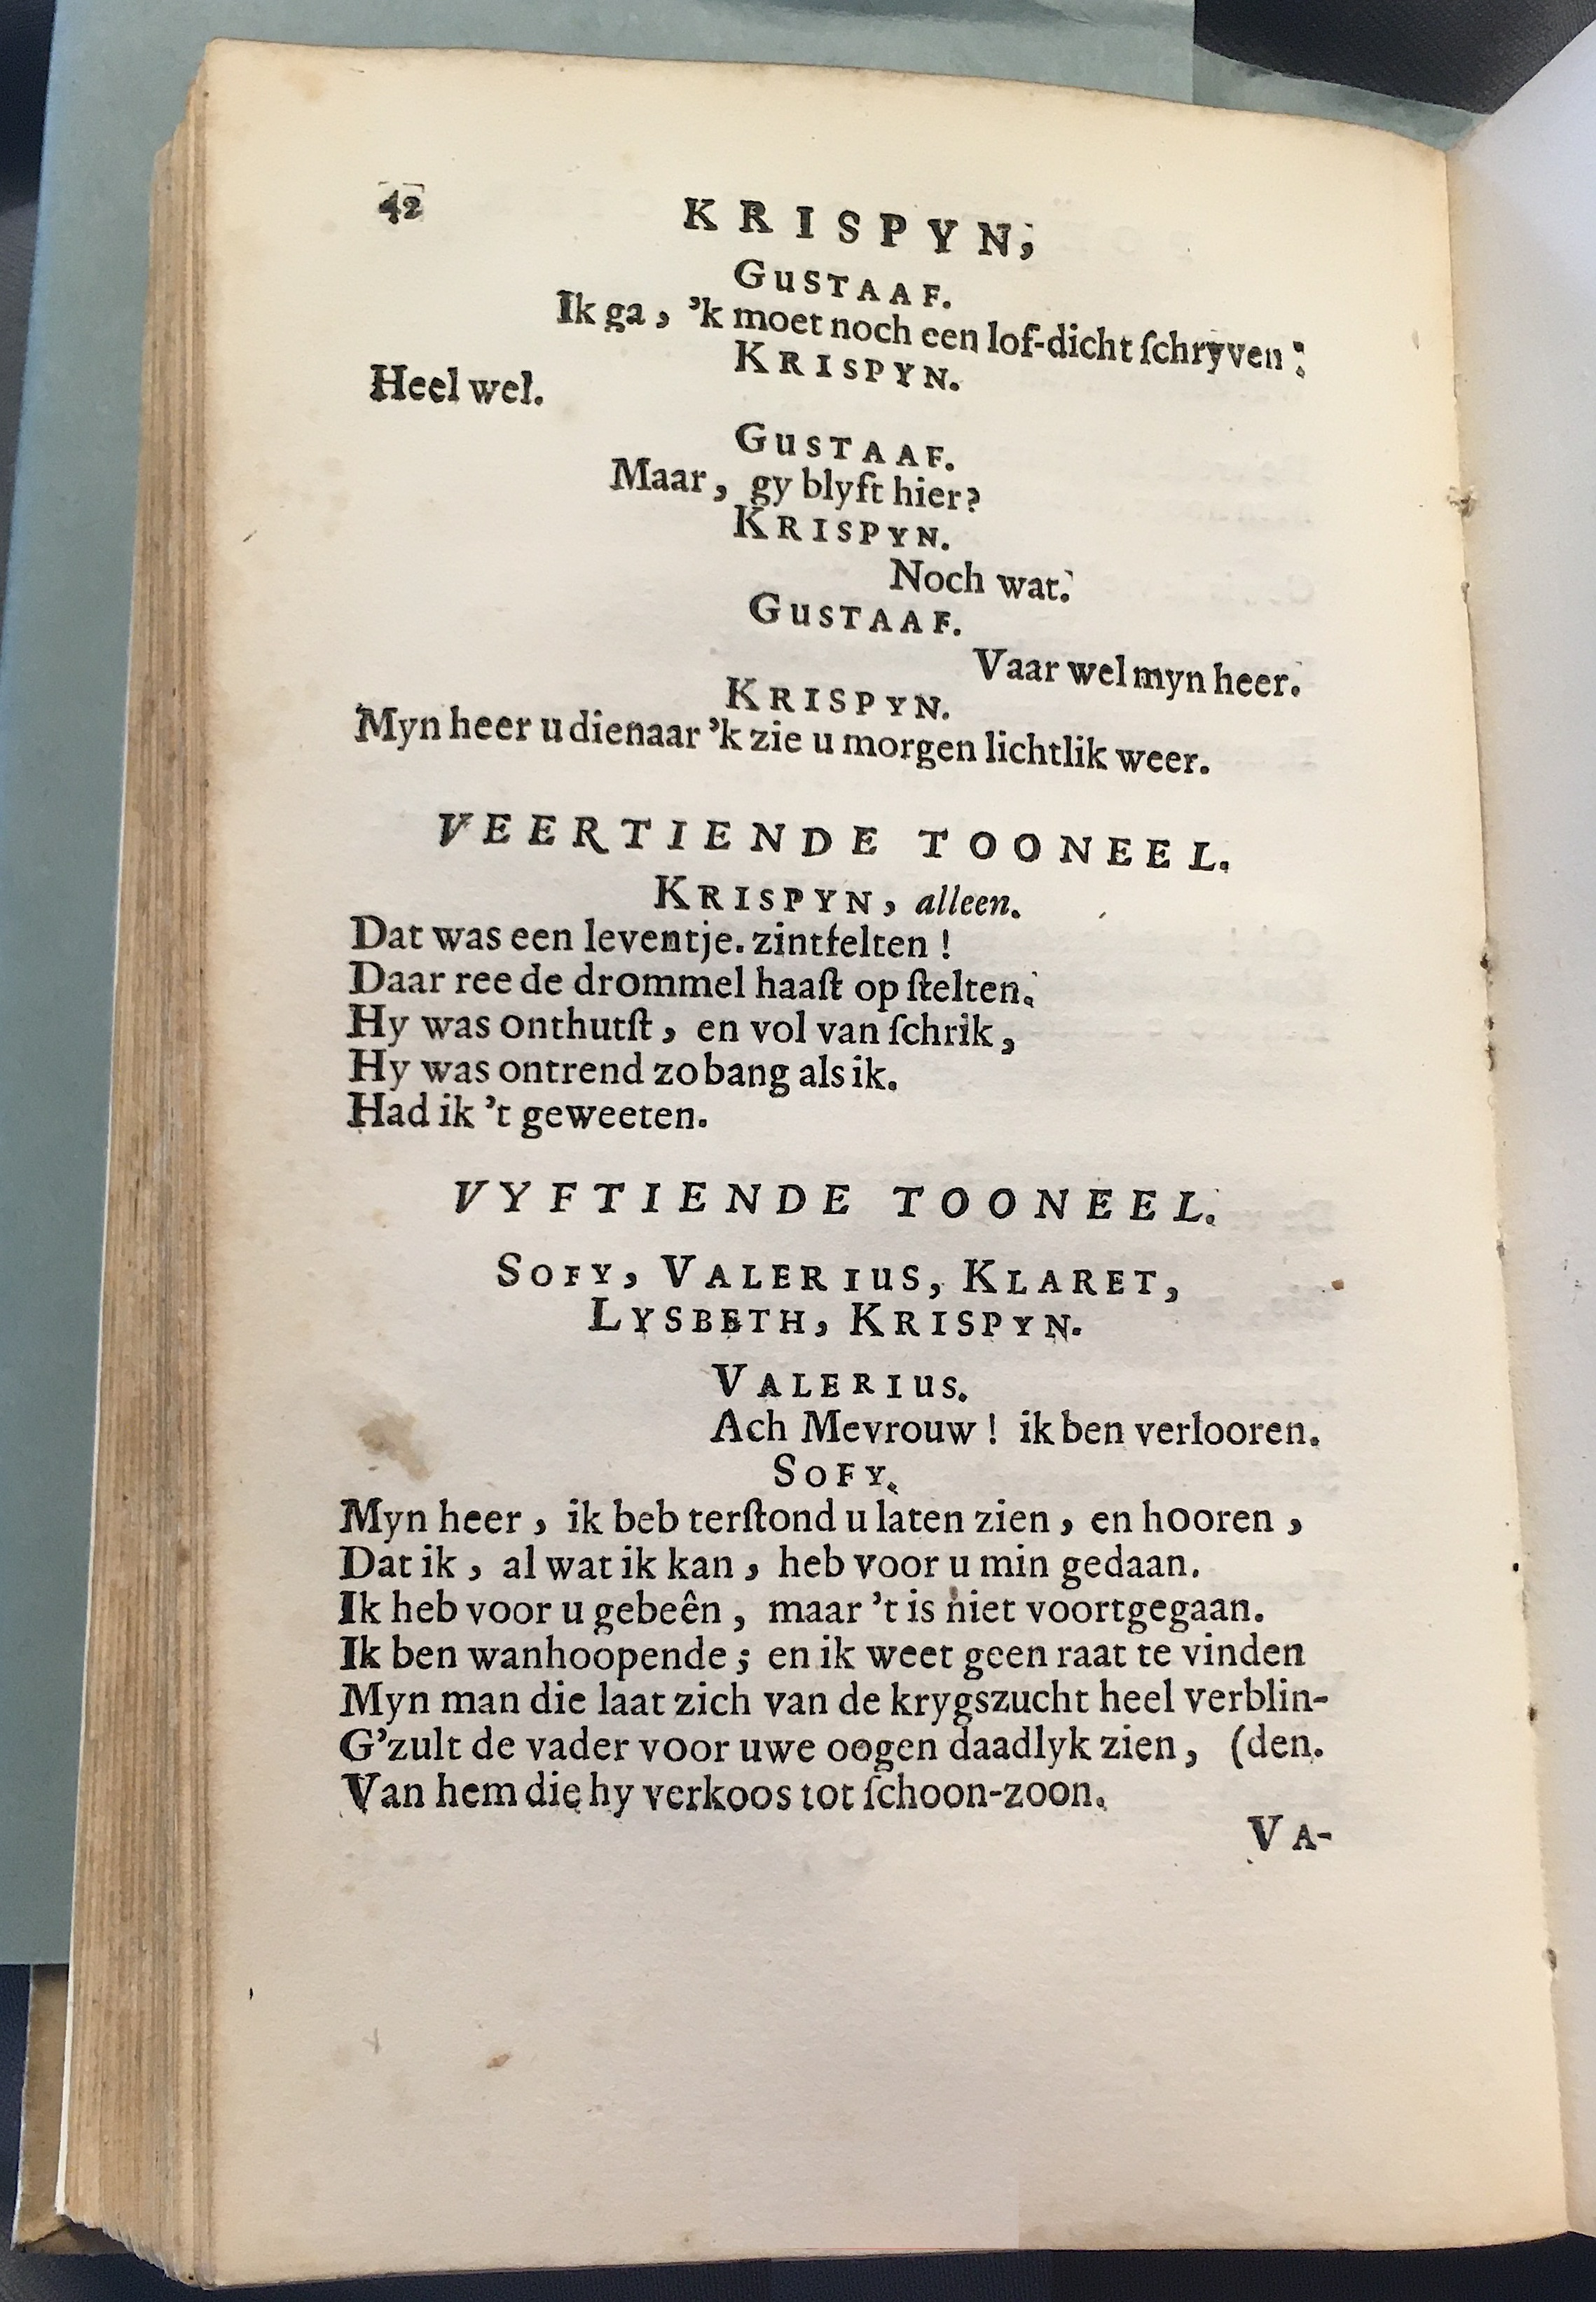 42 KRISPYN,
GUSTAAF.
Ik ga, 'k moet noch een lof-dicht ſchryven:
KRISPYN.
Heel wel.
GUSTAAF.
Maar, gy blyft hier?
KRISPYN.
Noch wat.
GUSTAAF.
Vaar wel myn heer.
KRISPYN.
Myn heer u dienaar 'k zie u morgen lichtlik weer.
VEERTIENDE TOONEEL.
KRISPYN, alleen.
Dat was een leventje. zintfelten!
Daar ree de drommel haaſt op ſtelten.
Hy was onthutſt, en vol van ſchrik,
Hy was ontrend zo bang als ik.
Had ik 't geweeten.
VYFTIENDE TOONEEL.
SOFY, VALERIUS, KLARET,
LYSBETH, KRISPYN.
VALERIUS.
Ach Mevrouw! ik ben verlooren.
SOFY.
Myn heer, ik beb terſtond u laten zien, en hooren,
Dat ik, al wat ik kan, heb voor u min gedaan.
Ik heb voor u gebeên, maar 't is niet voortgegaan.
Ik ben wanhoopende; en ik weet geen raat te vinden
Myn man die laat zich van de krygszucht heel verblin-
G'zult de vader voor uwe oogen daadlyk zien, (den.
Van hem die hy verkoos tot ſchoon-zoon.
VA-